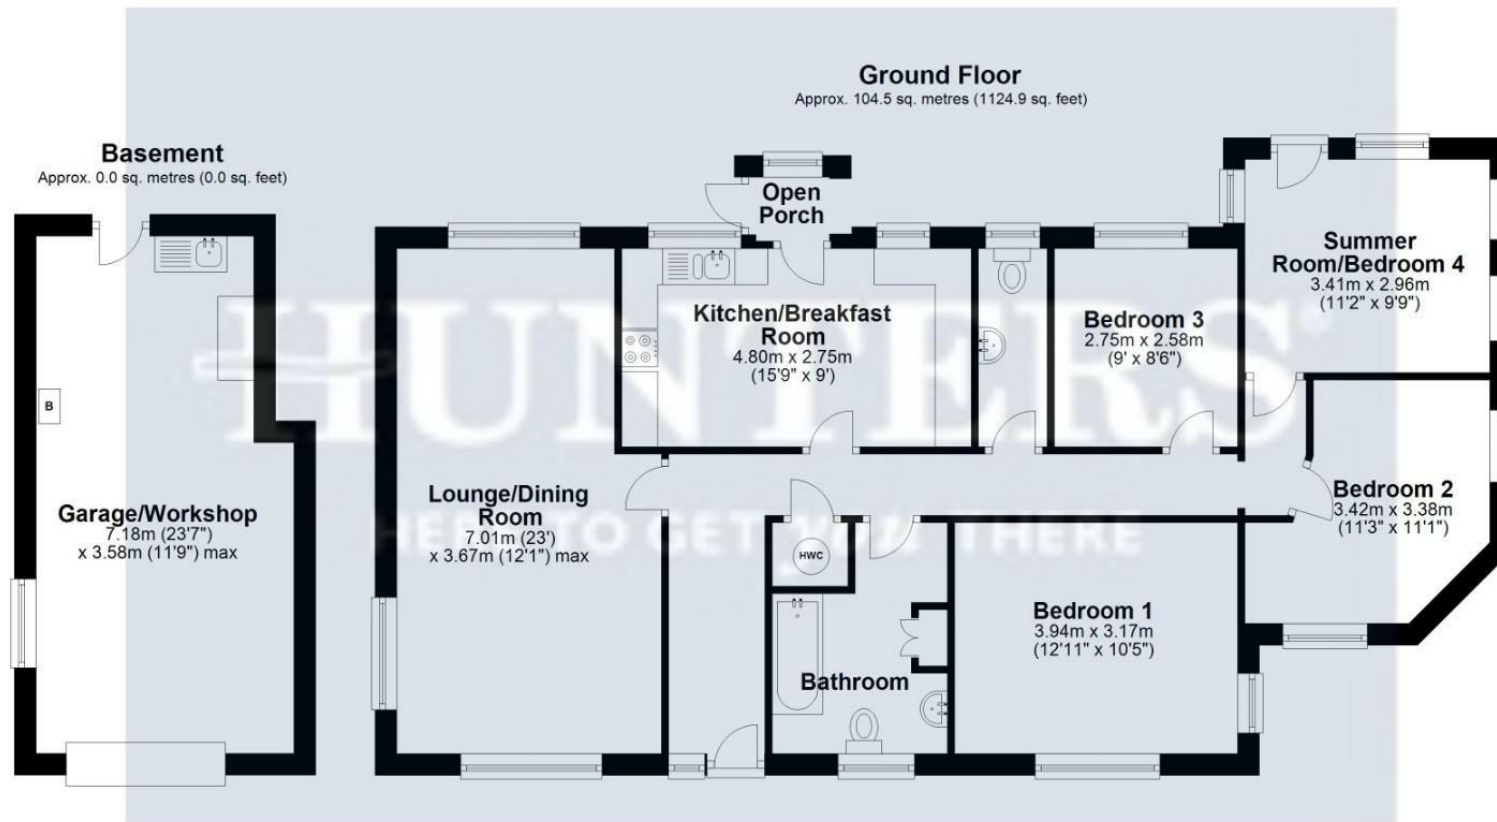 Ground Floor
Approx. 104.5 sq. metres (1124.9 sq. feet)
Basement
Approx. 0.0 sq. metres (0.0 sq. feet)
Open
Porch
Summer
Room/Bedroom 4
3.41m x 2.96m
(11'2" x 9'9")
Kitchen/Breakfast
Room
4.80m x 2.75m
(15'9" x 9')
Bedroom 3
2.75m x 2.58m
(9' x 8'6")
HUNTERS®
B
Garage/Workshop
7.18m (23'7")
x 3.58m (11'9") max
Lounge/Dining
Room
7.01m (23')
x 3.67m (12'1") max
Bedroom 2
3.42m x 3.38m
(11'3" x 11'1")
HERE TO GET YOU THERE
HWC
Bedroom 1
3.94m x 3.17m
(12'11" x 10'5")
Bathroom